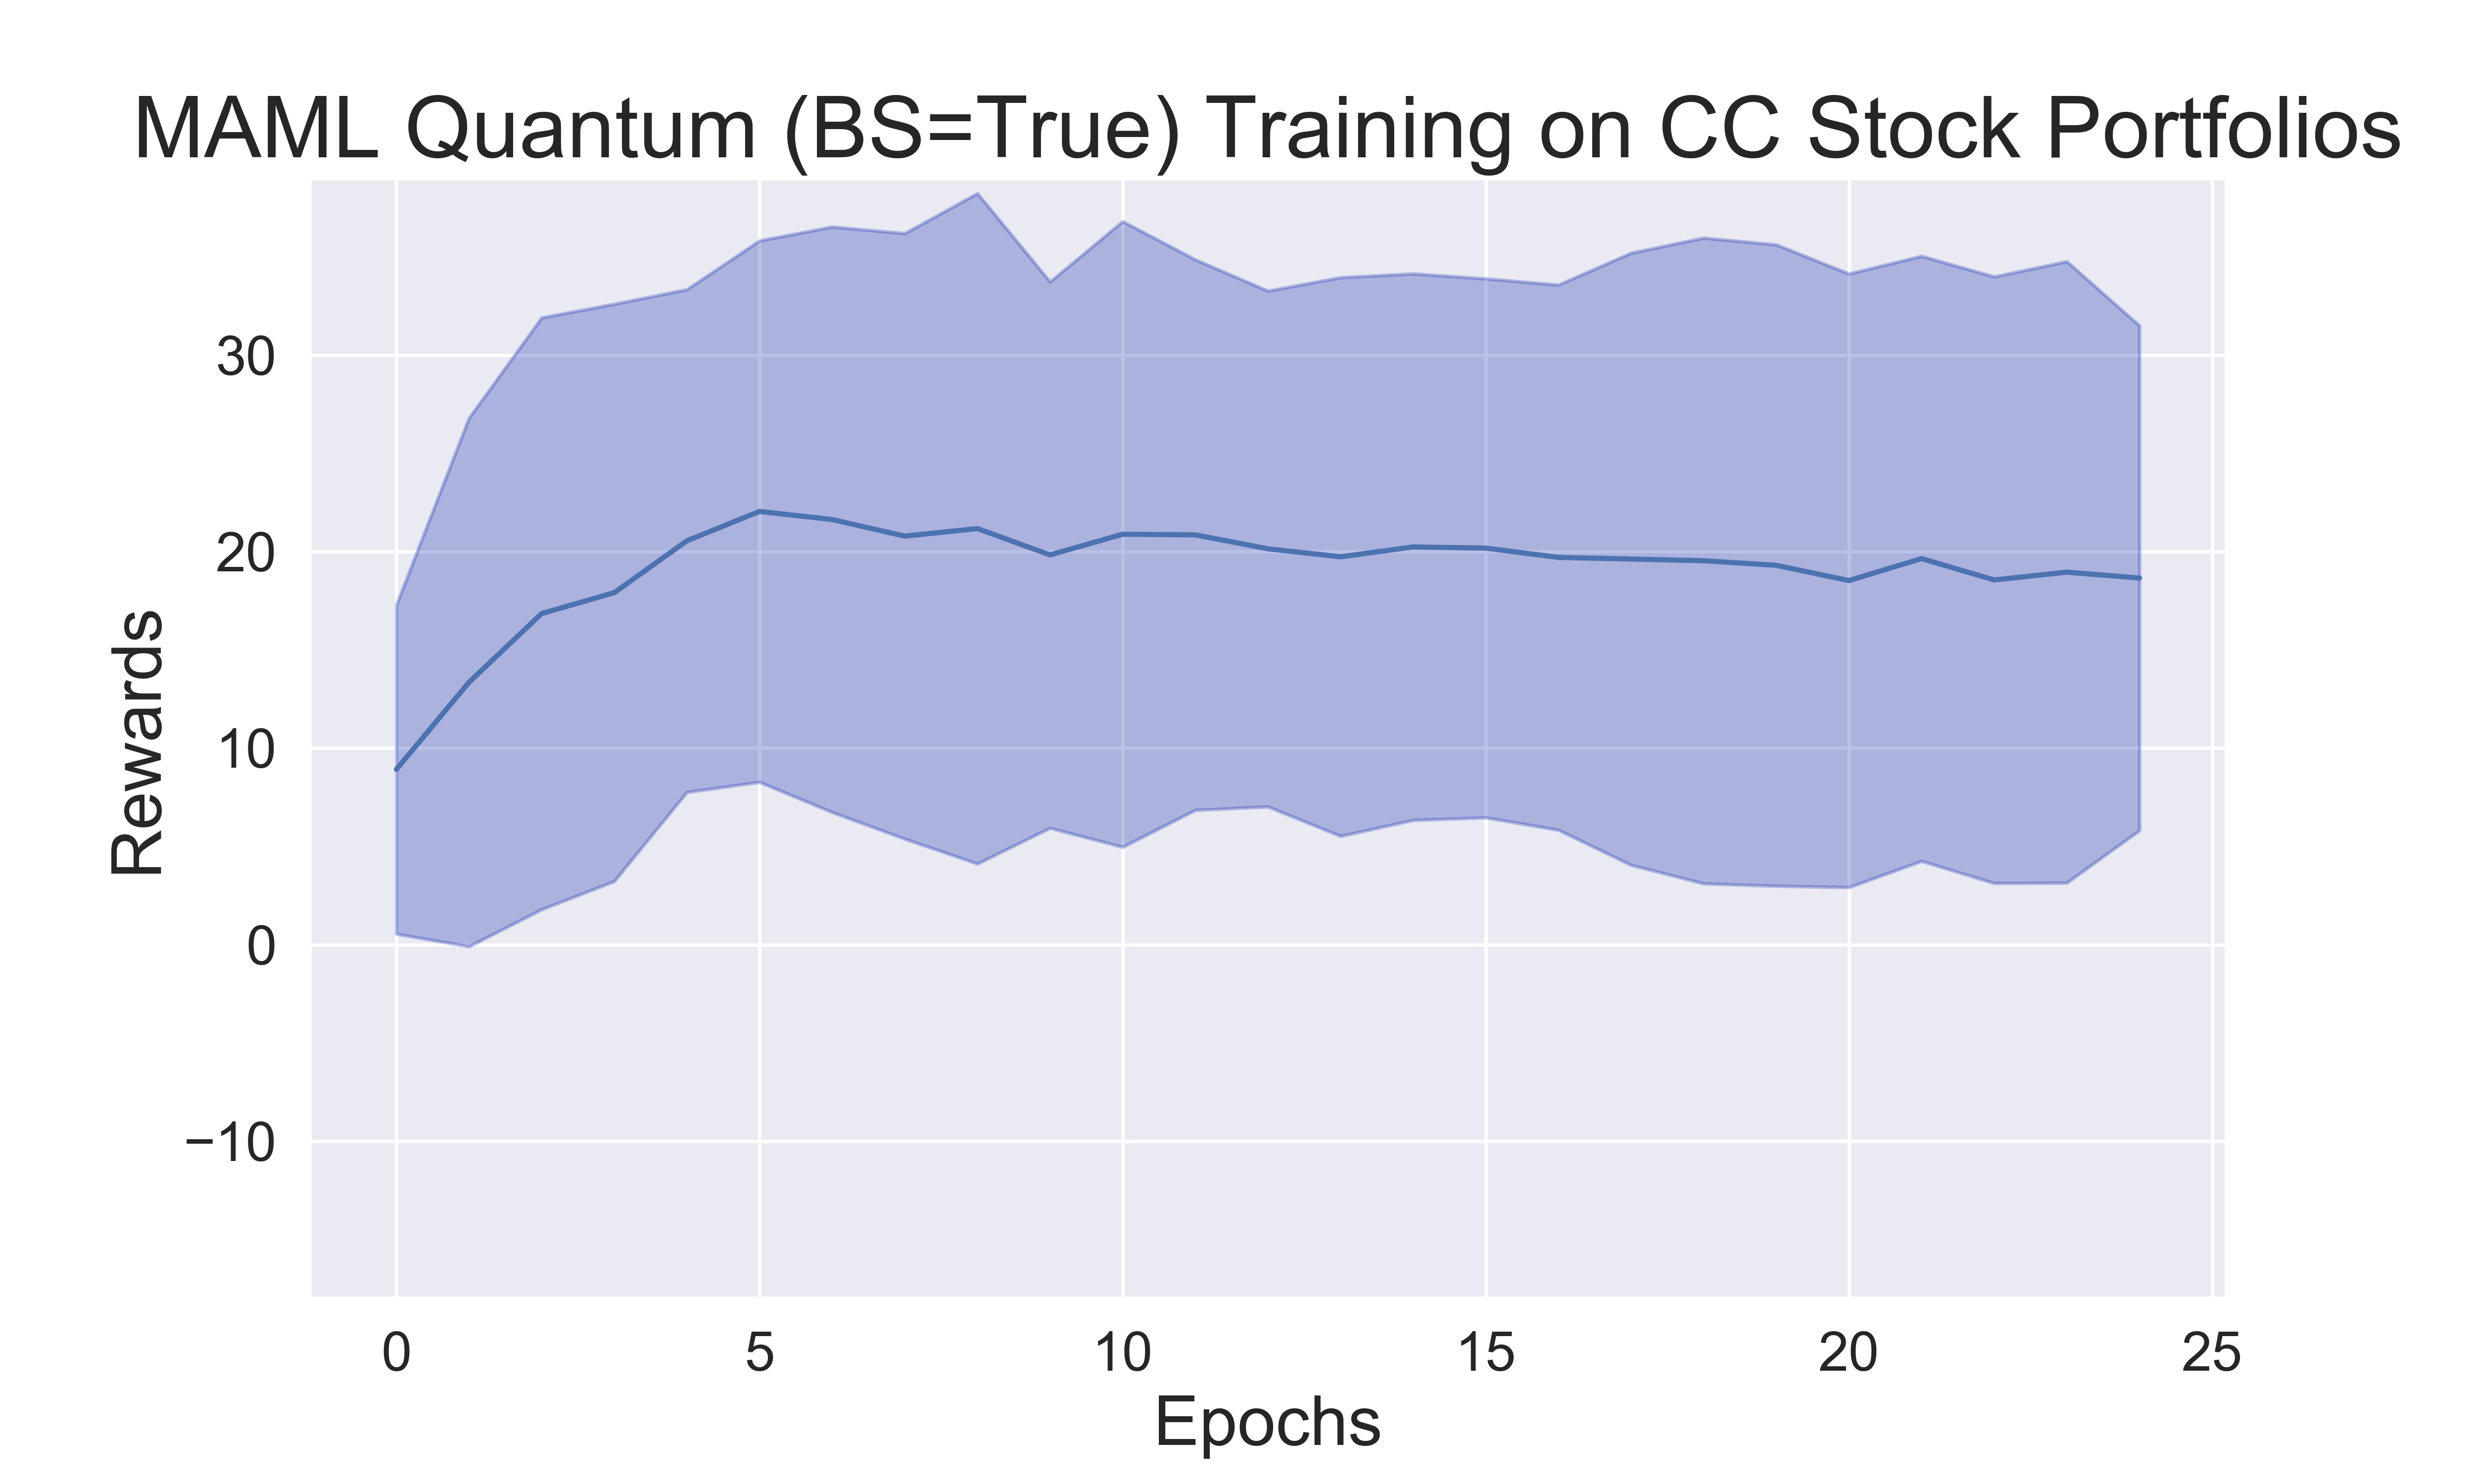 MAML Quantum (BS=True) Training on CC Stock Portfolios
30
20
10
0
−10
Rewards
0 5 10 15 20 25
Epochs